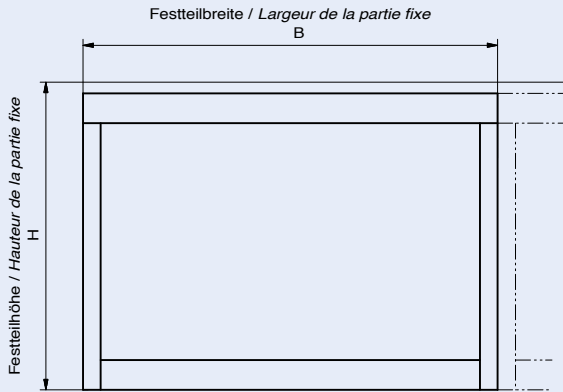 Festteilbreite / Largeur de la partie fixe
B
Festteilhöhe / Hauteur de la partie fixe
H